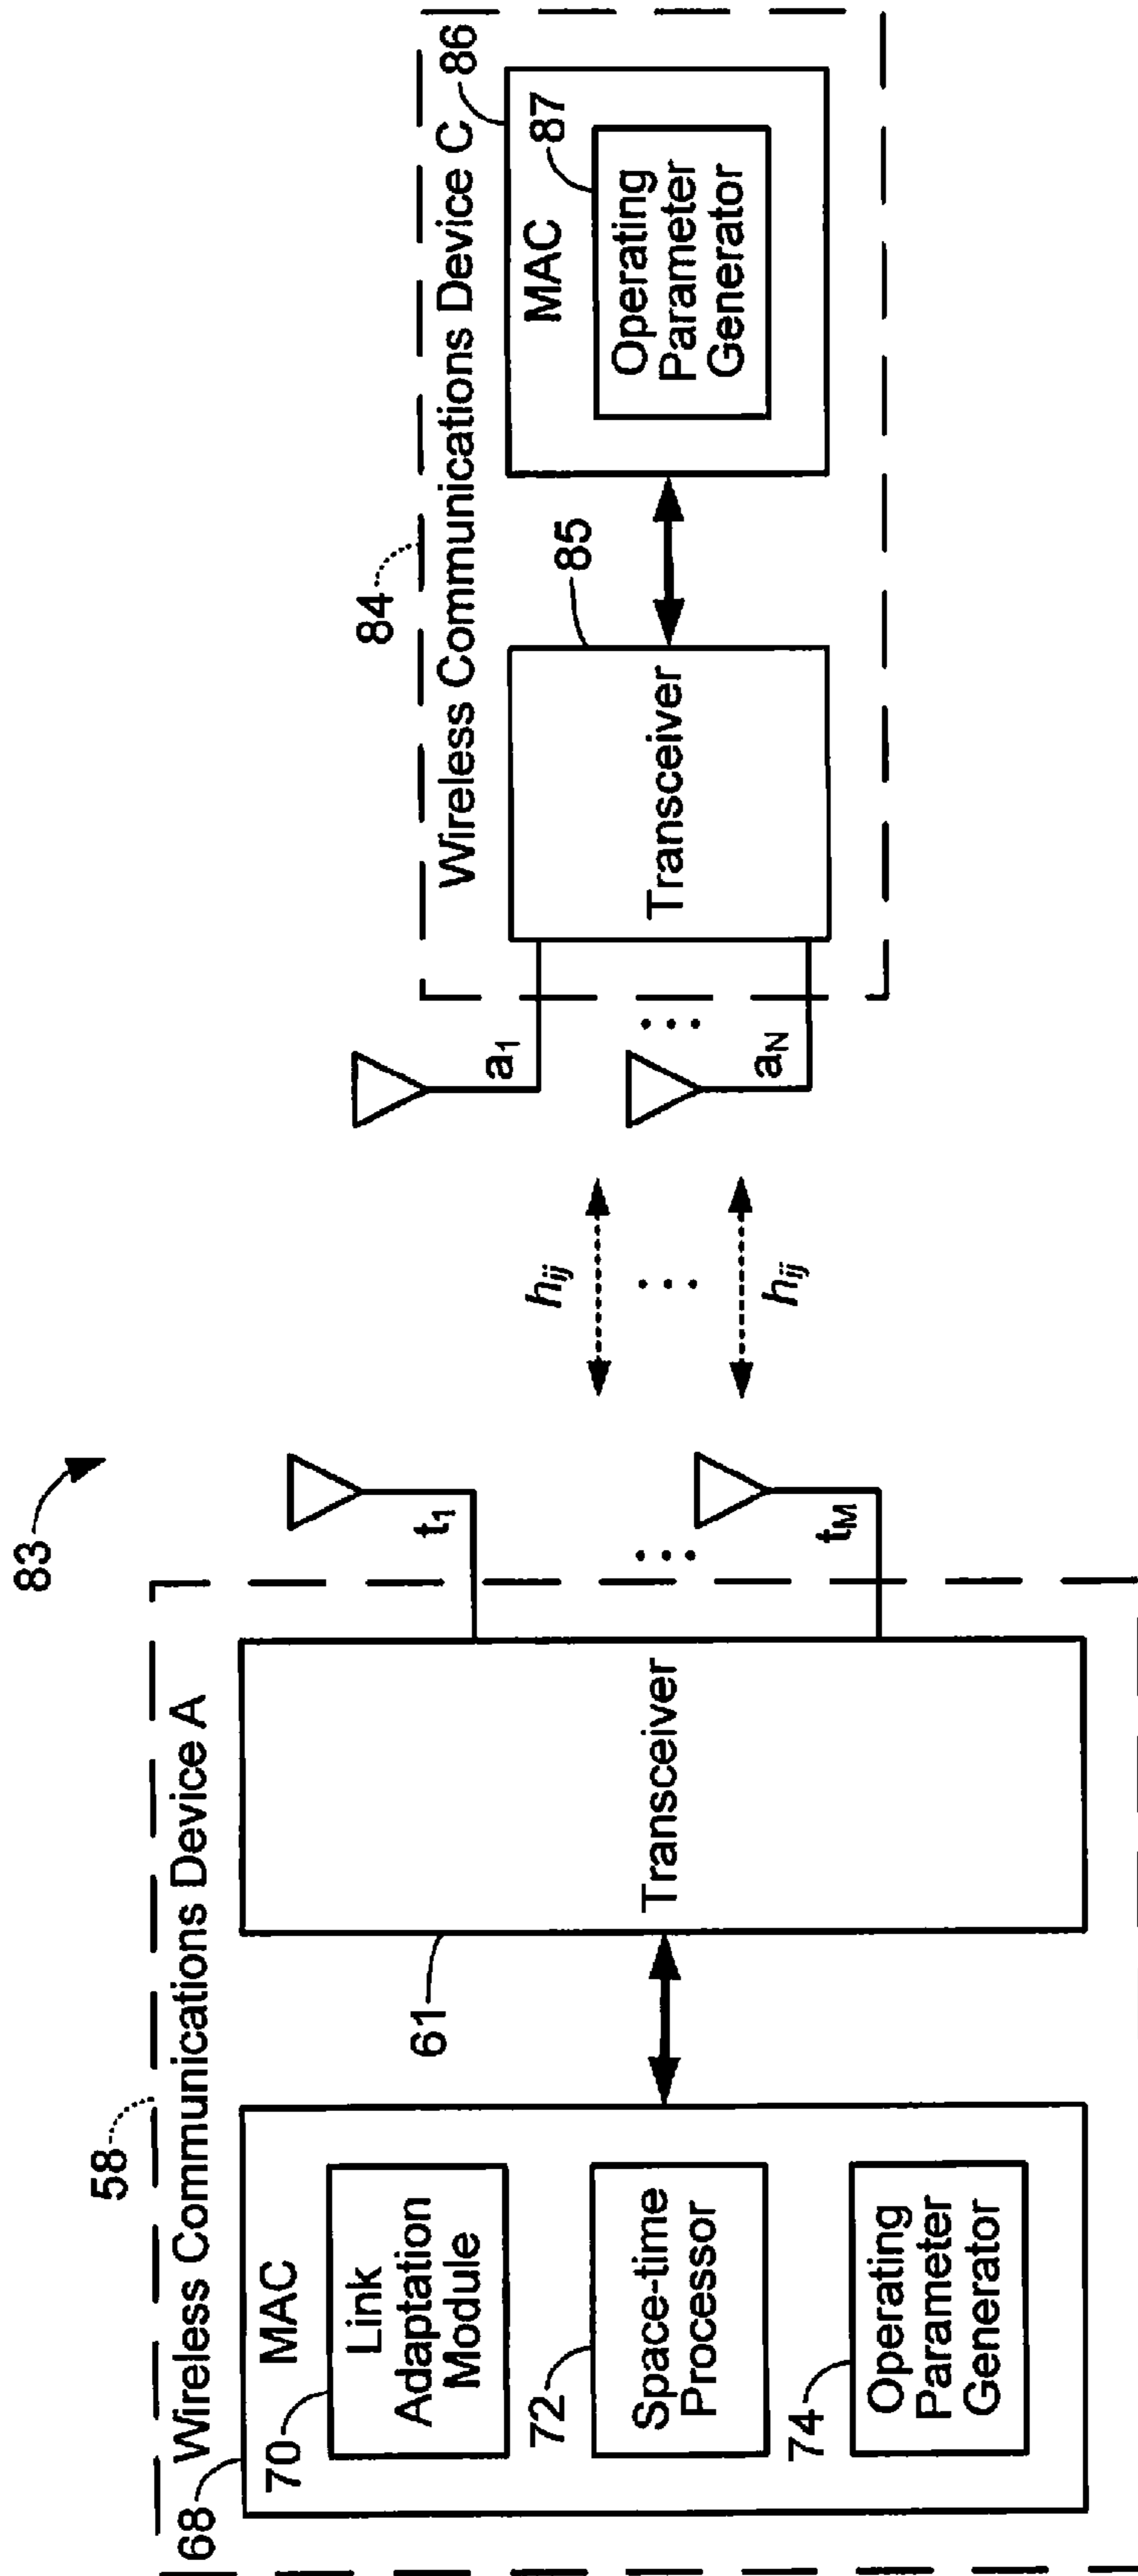 83
58
Wireless Communications Device A
68
MAC
70
Link
Adaptation
Module
72
Space-time
Processor
74
Operating
Parameter
Generator
61
Transceiver
t1
⋮
tM
hij
⋮
hij
84
Wireless Communications Device C
a1
⋮
aN
Transceiver
85
86
MAC
87
Operating
Parameter
Generator